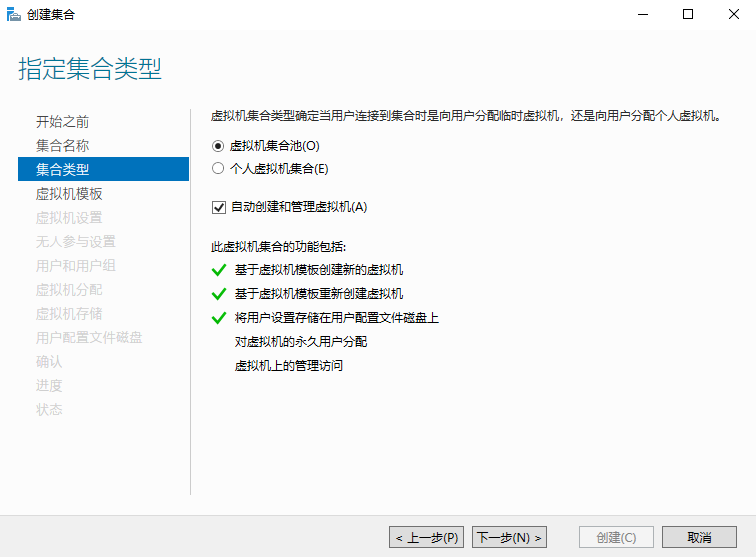 创建集合
指定集合类型
开始之前
集合名称
集合类型
虚拟机模板
虚拟机设置
无人参与设置
用户和用户组
虚拟机分配
虚拟机存储
用户配置文件磁盘
确认
进度
状态
虚拟机集合类型确定当用户连接到集合时是向用户分配临时虚拟机，还是向用户分配个人虚拟机。
虚拟机集合池(O)
个人虚拟机集合(E)
自动创建和管理虚拟机(A)
此虚拟机集合的功能包括:
基于虚拟机模板创建新的虚拟机
基于虚拟机模板重新创建虚拟机
将用户设置存储在用户配置文件磁盘上
对虚拟机的永久用户分配
虚拟机上的管理访问
< 上一步(P)
下一步(N) >
创建(C)
取消